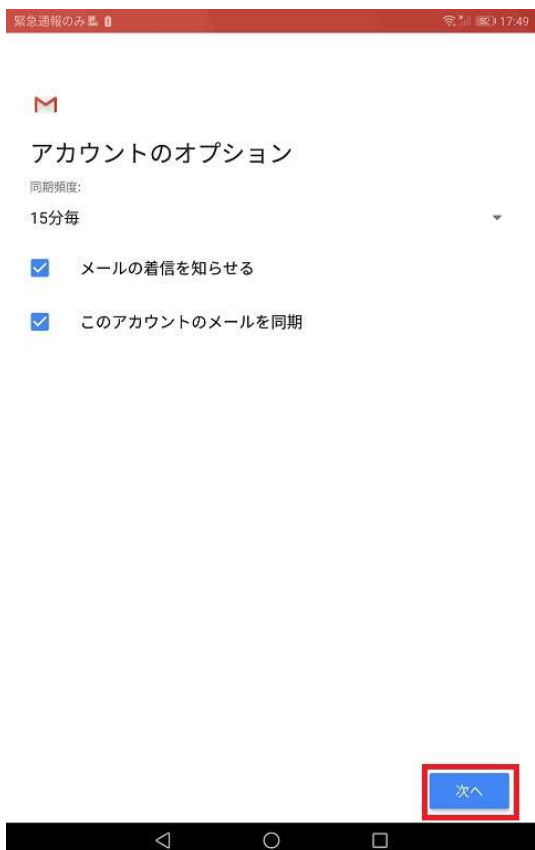 緊急通報のみ 52 17:49
アカウントのオプション
同期頻度:
15分毎
メールの着信を知らせる
このアカウントのメールを同期
次へ